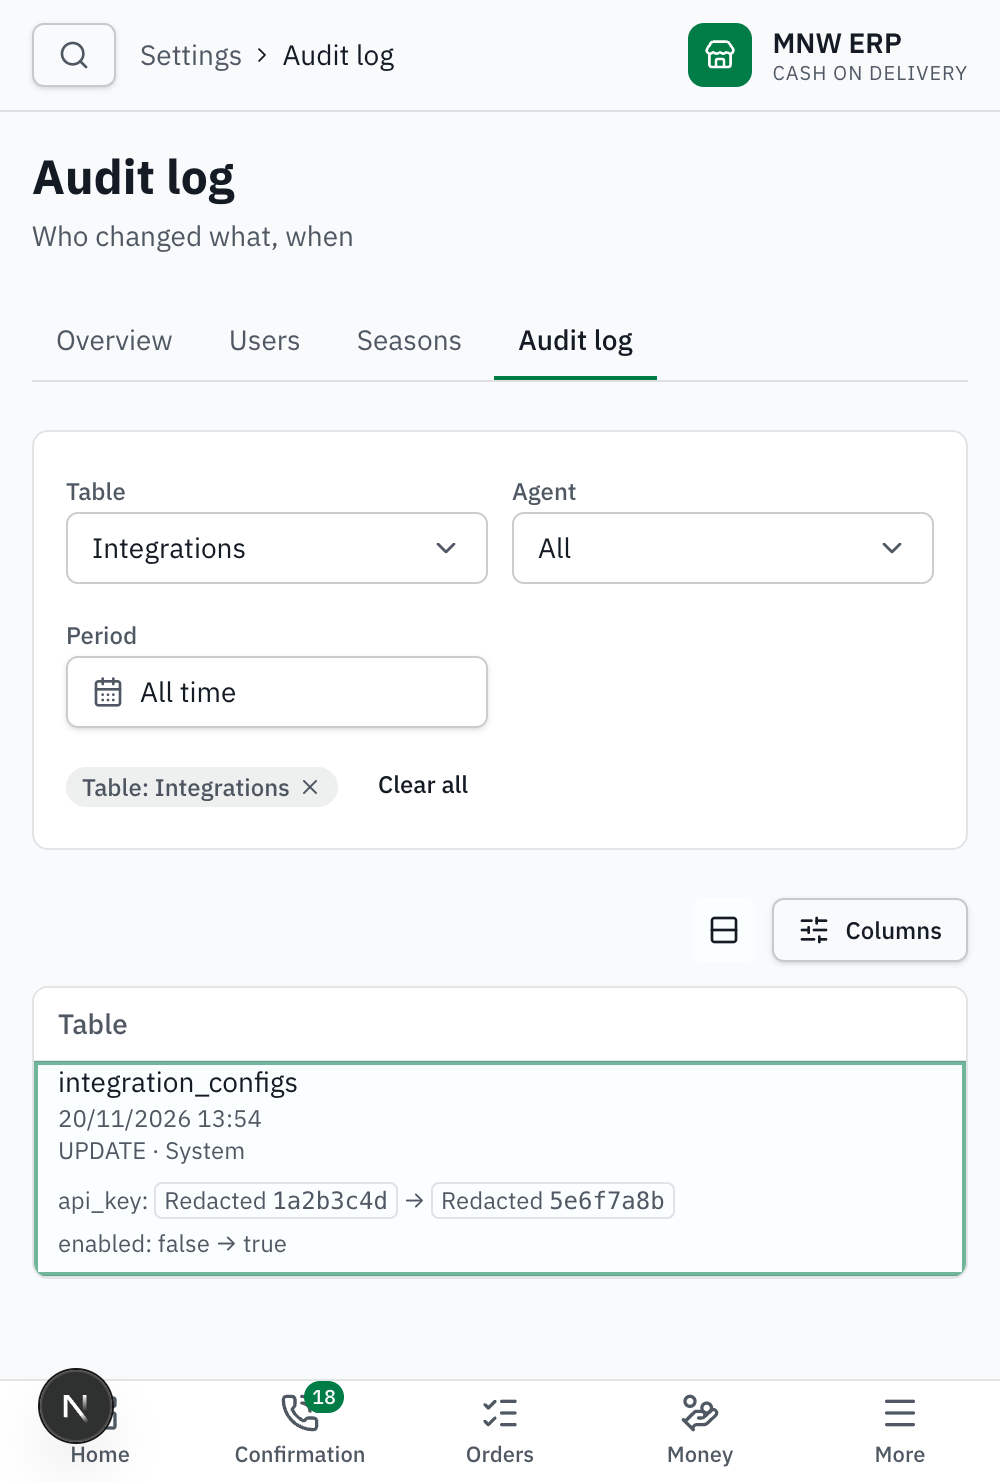 Settings > Audit log
MNW ERP
CASH ON DELIVERY
Audit log
Who changed what, when
Overview Users Seasons Audit log
Table
Integrations
Agent
All
Period
All time
Table: Integrations ×
Clear all
Columns
Table
integration_configs
20/11/2026 13:54
UPDATE · System
api_key: Redacted 1a2b3c4d → Redacted 5e6f7a8b
enabled: false → true
N
18
Home Confirmation Orders Money More